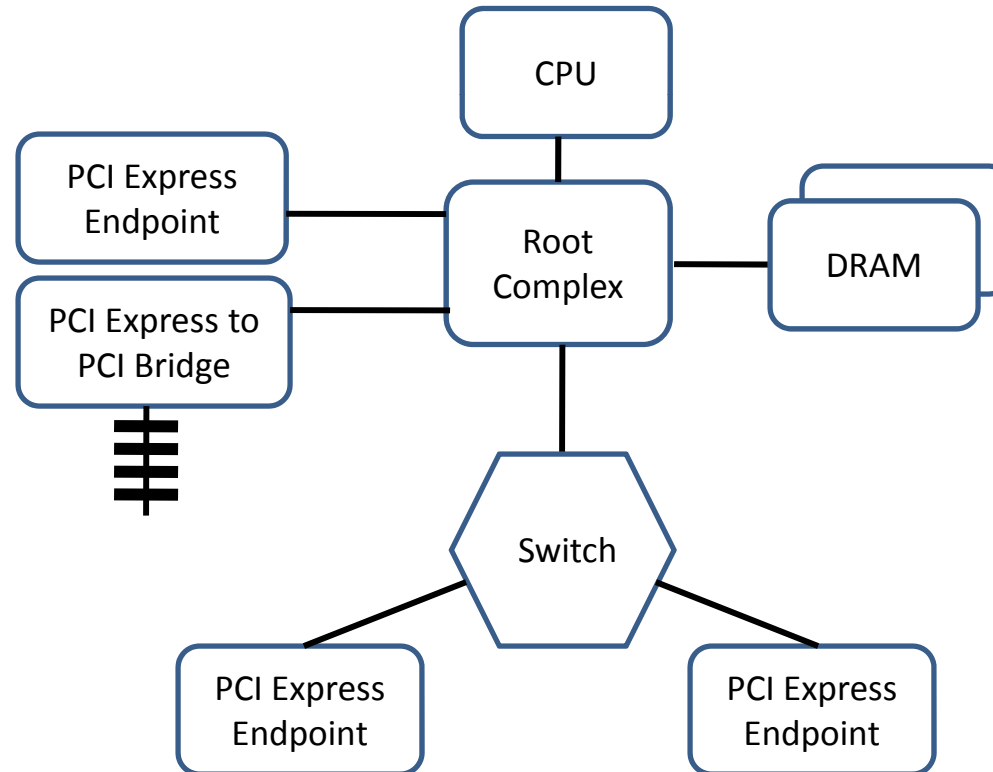 CPU
PCI Express
Endpoint
Root
Complex
DRAM
PCI Express to
PCI Bridge
Switch
PCI Express
Endpoint
PCI Express
Endpoint